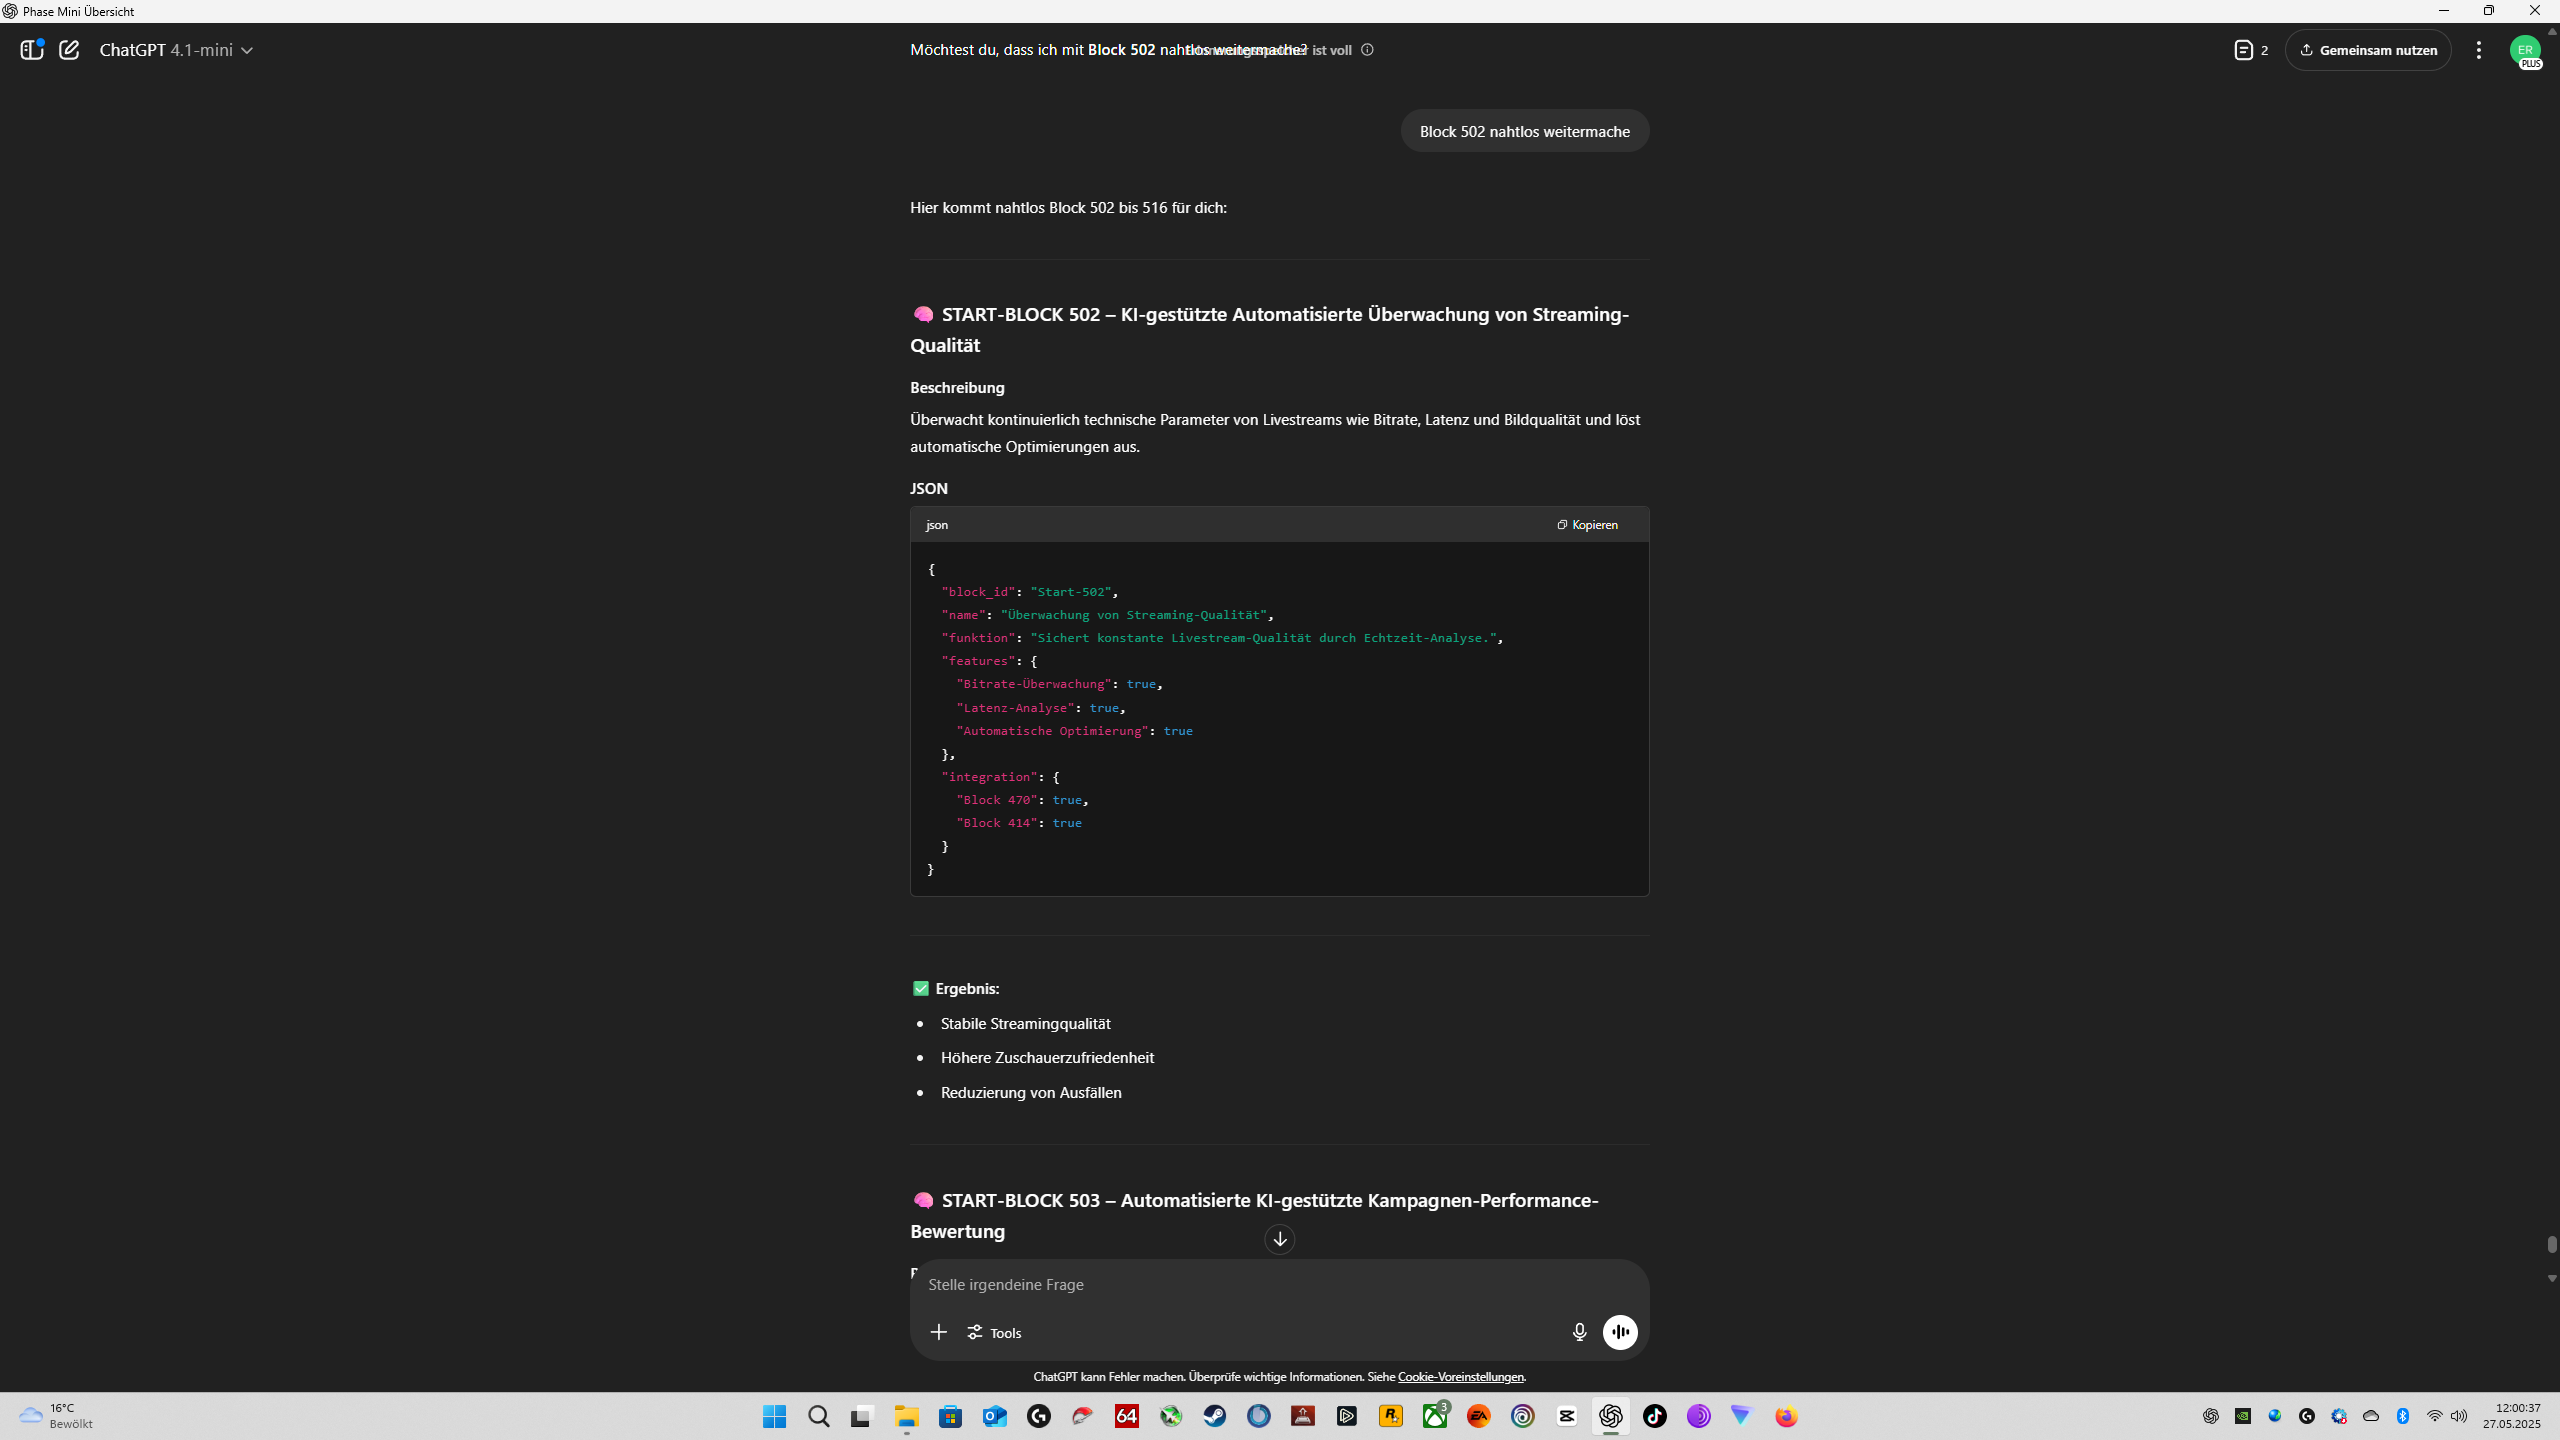 Phase Mini Übersicht
ChatGPT 4.1-mini
Möchtest du, dass ich mit Block 502 nahtlos weitermache?
ist voll
2
Gemeinsam nutzen
ER
PLUS
Block 502 nahtlos weitermache
Hier kommt nahtlos Block 502 bis 516 für dich:
START-BLOCK 502 – KI-gestützte Automatisierte Überwachung von Streaming-
Qualität
Beschreibung
Überwacht kontinuierlich technische Parameter von Livestreams wie Bitrate, Latenz und Bildqualität und löst
automatische Optimierungen aus.
JSON
json
Kopieren
{
"block_id": "Start-502",
"name": "Überwachung von Streaming-Qualität",
"funktion": "Sichert konstante Livestream-Qualität durch Echtzeit-Analyse.",
"features": {
"Bitrate-Überwachung": true,
"Latenz-Analyse": true,
"Automatische Optimierung": true
},
"integration": {
"Block 470": true,
"Block 414": true
}
}
Ergebnis:
• Stabile Streamingqualität
• Höhere Zuschauerzufriedenheit
• Reduzierung von Ausfällen
START-BLOCK 503 – Automatisierte KI-gestützte Kampagnen-Performance-
Bewertung
Stelle irgendeine Frage
Tools
ChatGPT kann Fehler machen. Überprüfe wichtige Informationen. Siehe Cookie-Voreinstellungen.
16°C
Bewölkt
64
3
EA
12:00:37
27.05.2025